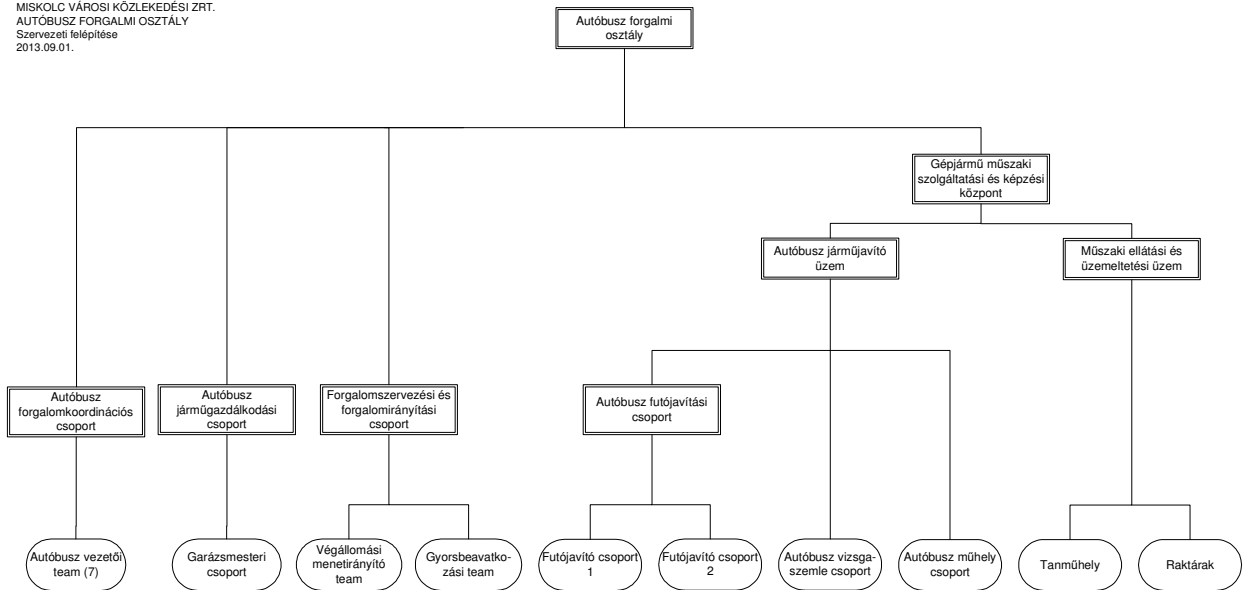 MISKOLC VÁROSI KÖZLEKEDÉSI ZRT.
AUTÓBUSZ FORGALMI OSZTÁLY
Szervezeti felépítése
2013.09.01.
Autóbusz forgalmi
osztály
Gépjármű műszaki
szolgáltatási és képzési
központ
Autóbusz járműjavító
üzem
Műszaki ellátási és
üzemeltetési üzem
Autóbusz
forgalomkoordinációs
csoport
Autóbusz
járműgazdálkodási
csoport
Forgalomszervezési és
forgalomirányítási
csoport
Autóbusz futójavítási
csoport
Autóbusz vezetői
team (7)
Garázsmesteri
csoport
Végállomási
menetirányító
team
Gyorsbeavatko-
zási team
Futójavító csoport
1
Futójavító csoport
2
Autóbusz vizsga-
szemle csoport
Autóbusz műhely
csoport
Tanműhely
Raktárak